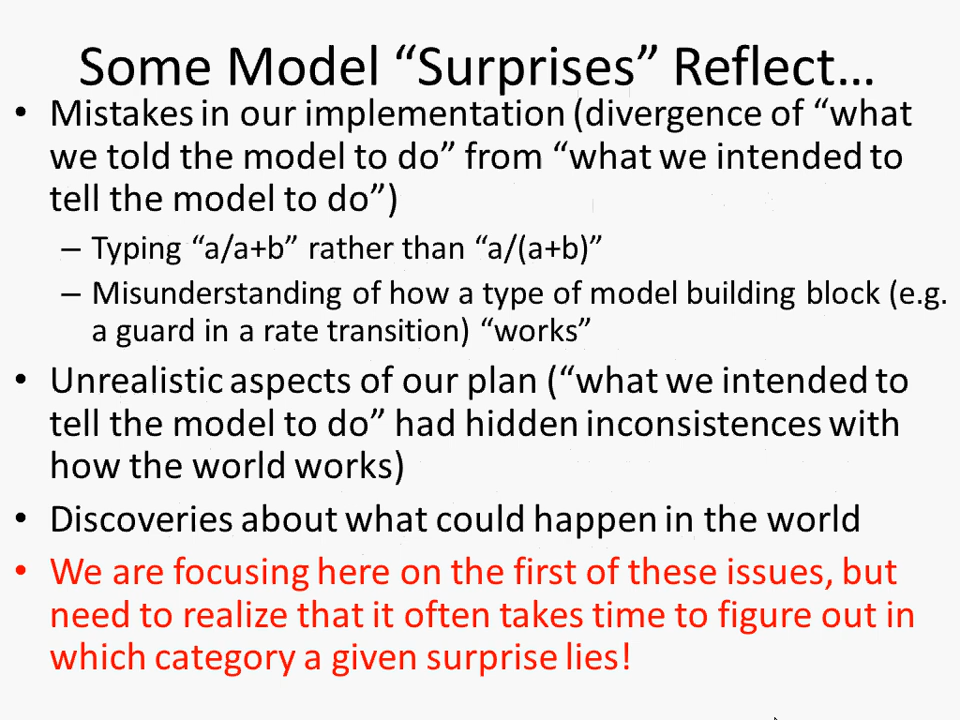 Some Model “Surprises” Reflect…
• Mistakes in our implementation (divergence of “what
we told the model to do” from “what we intended to
tell the model to do”)
– Typing “a/a+b” rather than “a/(a+b)”
– Misunderstanding of how a type of model building block (e.g.
a guard in a rate transition) “works”
• Unrealistic aspects of our plan (“what we intended to
tell the model to do” had hidden inconsistences with
how the world works)
• Discoveries about what could happen in the world
• We are focusing here on the first of these issues, but
need to realize that it often takes time to figure out in
which category a given surprise lies!